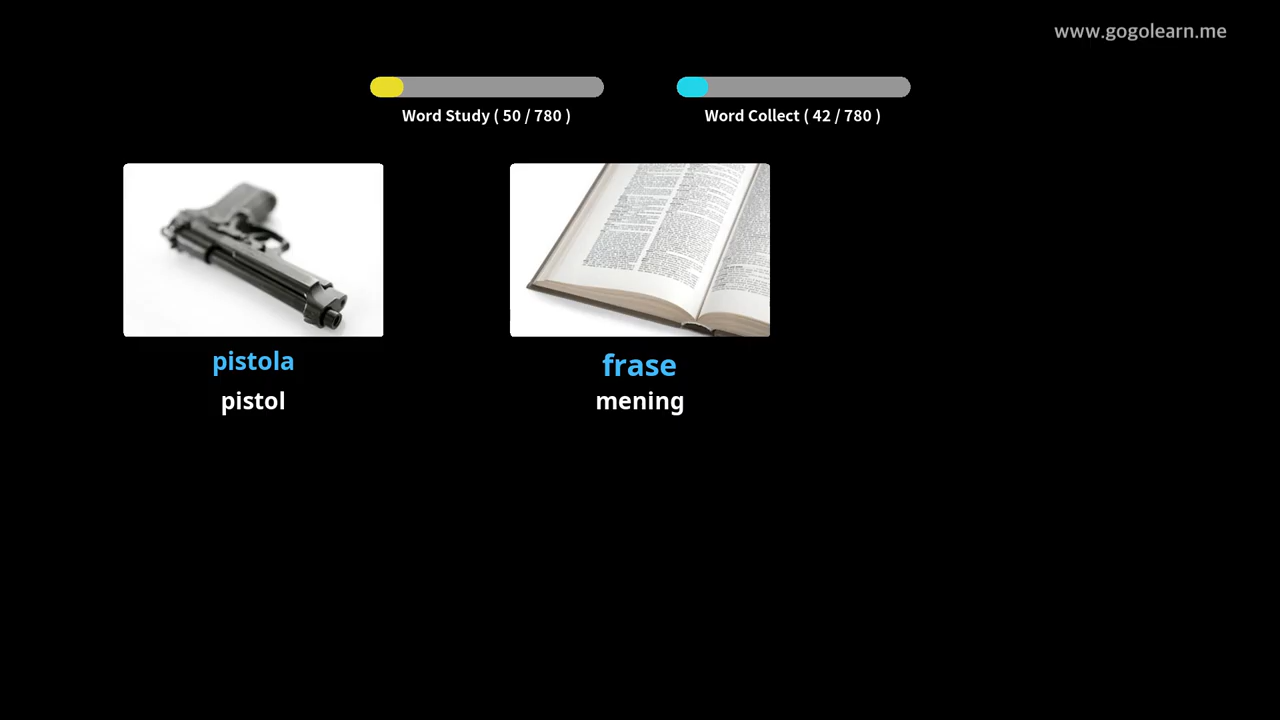 www.gogolearn.me
Word Study ( 50 / 780 )
Word Collect ( 42 / 780 )
pistola
pistol
frase
mening